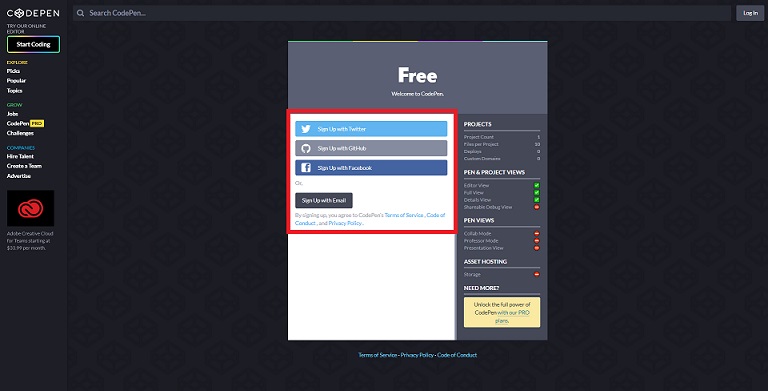 CODEPEN
TRY OUR ONLINE
EDITOR
Start Coding
EXPLORE
Picks
Popular
Topics
GROW
Jobs
CodePen PRO
Challenges
COMPANIES
Hire Talent
Create a Team
Advertise
Adobe Creative Cloud
for Teams starting at
$33.99 per month.
Search CodePen...
Log In
Free
Welcome to CodePen.
Sign Up with Twitter
Sign Up with GitHub
Sign Up with Facebook
Or,
Sign Up with Email
By signing up, you agree to CodePen's Terms of Service, Code of
Conduct, and Privacy Policy.
PROJECTS
Project Count 1
Files per Project 10
Deploys 0
Custom Domains 0
PEN & PROJECT VIEWS
Editor View
Full View
Details View
Shareable Debug View
PEN VIEWS
Collab Mode
Professor Mode
Presentation View
ASSET HOSTING
Storage
NEED MORE?
Unlock the full power of
CodePen with our PRO
plans.
Terms of Service - Privacy Policy - Code of Conduct